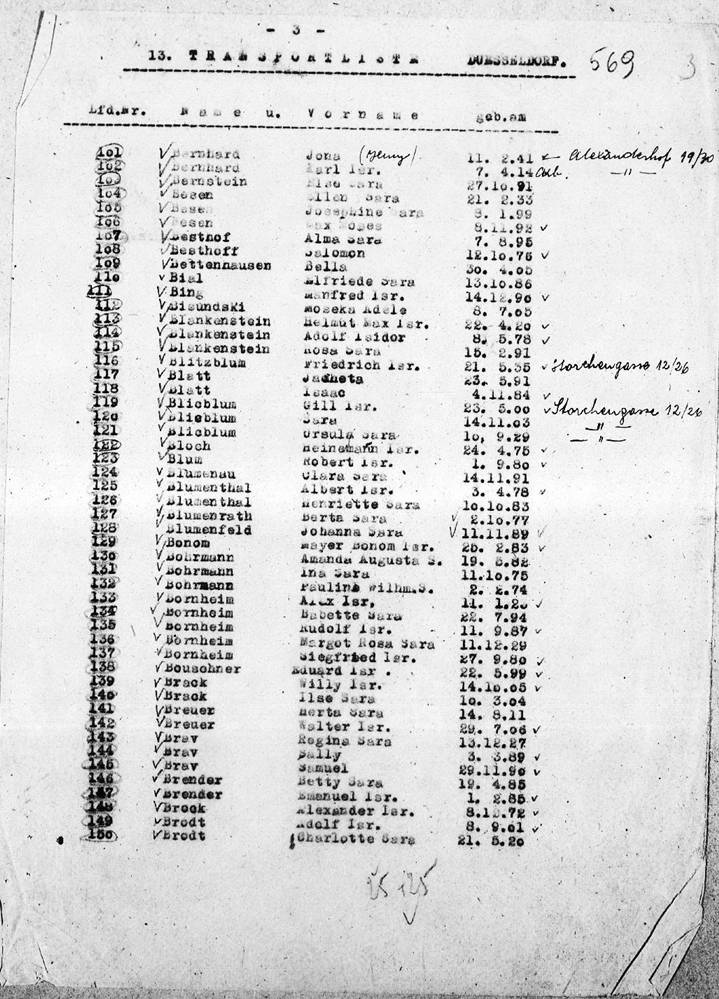 - 3 -
13. TRANSPORTLISTE DUESSELDORF. 569 3
Lfd.Nr. Name u. Vorname geb.am
101 Bernhard Jona (Jenny) 11. 2.41 ← Alexanderhof 19/30
102 Bernhard Karl Isr. 7. 4.14 Arb. - " -
103 Bernstein Else Sara 27.10.91
104 Besen Ellen Sara 21. 2.33
105 Besen Josephine Sara 8. 1.99
106 Besen Max Moses 8.11.92
107 Besthof Alma Sara 7. 8.95
108 Besthoff Salomon 12.10.76
109 Bettenhausen Bella 30. 4.05
110 Bial Elfriede Sara 13.10.86
111 Bing Manfred Isr. 14.12.90
112 Bisundski Moseka Adele 8. 7.05
113 Blankenstein Helmut Max Isr. 22. 4.20
114 Blankenstein Adolf Isidor 8. 5.78
115 Blankenstein Rosa Sara 15. 2.91
116 Blitzblum Friedrich Isr. 21. 5.35 Storchengasse 12/26
117 Blatt Jacheta 23. 5.91
118 Blatt Isaac 4.11.84
119 Blicblum Gill Isr. 23. 5.00 Storchengasse 12/26
120 Blicblum Sara 14.11.03 - " -
121 Blicblum Ursula Sara 10. 9.29 - " -
122 Bloch Heinemann Isr. 24. 4.75
123 Blum Robert Isr. 1. 9.80
124 Blumenau Clara Sara 14.11.91
125 Blumenthal Albert Isr. 3. 4.78
126 Blumenthal Henriette Sara 10.10.83
127 Blumenrath Berta Sara 2.10.77
128 Blumenfeld Johanna Sara 11.11.89
129 Bonom Mayer Bonom Isr. 25. 2.83
130 Bohrmann Amanda Augusta S. 19. 5.82
131 Bohrmann Ina Sara 11.10.75
132 Bohrmann Pauline Wilhm.S. 2. 2.74
133 Bornheim Alex Isr. 11. 1.25
134 Bornheim Babette Sara 22. 7.94
135 Bornheim Rudolf Isr. 11. 9.87
136 Bornheim Margot Rosa Sara 11.12.29
137 Bornheim Siegfried Isr. 27. 9.80
138 Bouschner Eduard Isr . 22. 5.99
139 Brack Willy Isr. 14.10.05
140 Brack Ilse Sara 10. 3.04
141 Breuer Herta Sara 14. 8.11
142 Breuer Walter Isr. 29. 7.06
143 Brav Regina Sara 13.12.27
144 Brav Sally 3. 3.89
145 Brav Samuel 29.11.90
146 Brender Betty Sara 19. 4.85
147 Brender Emanuel Isr. 1. 2.85
148 Brock Alexander Isr. 72
149 Brodt Adolf Isr. 8. 9.01
150 Brodt Charlotte Sara 21. 5.20
25 25